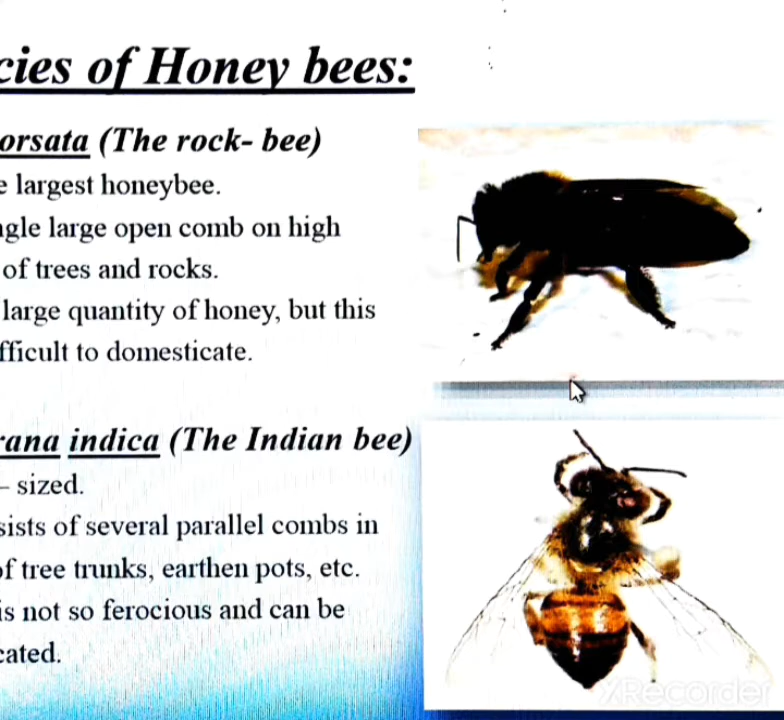 cies of Honey bees:
orsata (The rock- bee)
e largest honeybee.
ngle large open comb on high
of trees and rocks.
large quantity of honey, but this
fficult to domesticate.
rana indica (The Indian bee)
– sized.
sists of several parallel combs in
of tree trunks, earthen pots, etc.
is not so ferocious and can be
cated.
XRecorder